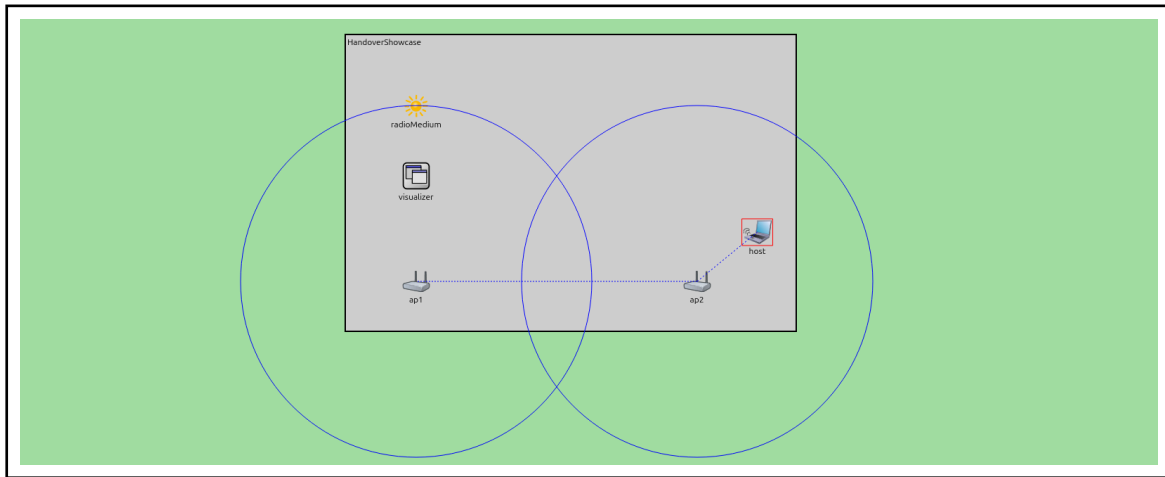 HandoverShowcase
radioMedium
visualizer
host
ap1
ap2